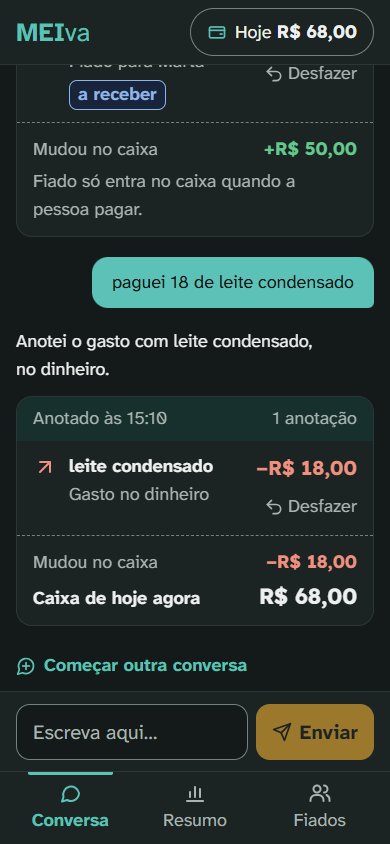 MEIva
Hoje R$ 68,00
Fiado para Marta
Desfazer
a receber
Mudou no caixa
+R$ 50,00
Fiado só entra no caixa quando a
pessoa pagar.
paguei 18 de leite condensado
Anotei o gasto com leite condensado,
no dinheiro.
Anotado às 15:10
1 anotação
leite condensado
−R$ 18,00
Gasto no dinheiro
Desfazer
Mudou no caixa
−R$ 18,00
Caixa de hoje agora
R$ 68,00
Começar outra conversa
Escreva aqui...
Enviar
Conversa
Resumo
Fiados